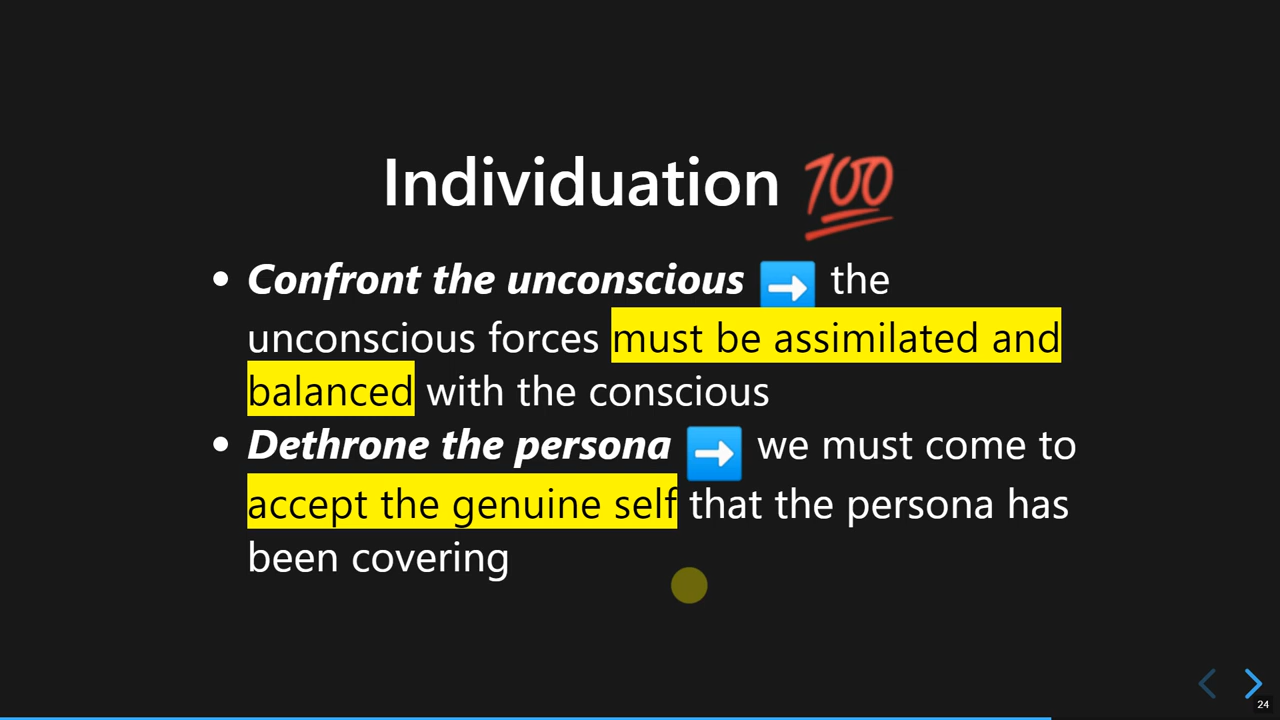 Individuation 💯
• Confront the unconscious ➡️ the
unconscious forces must be assimilated and
balanced with the conscious
• Dethrone the persona ➡️ we must come to
accept the genuine self that the persona has
been covering
24